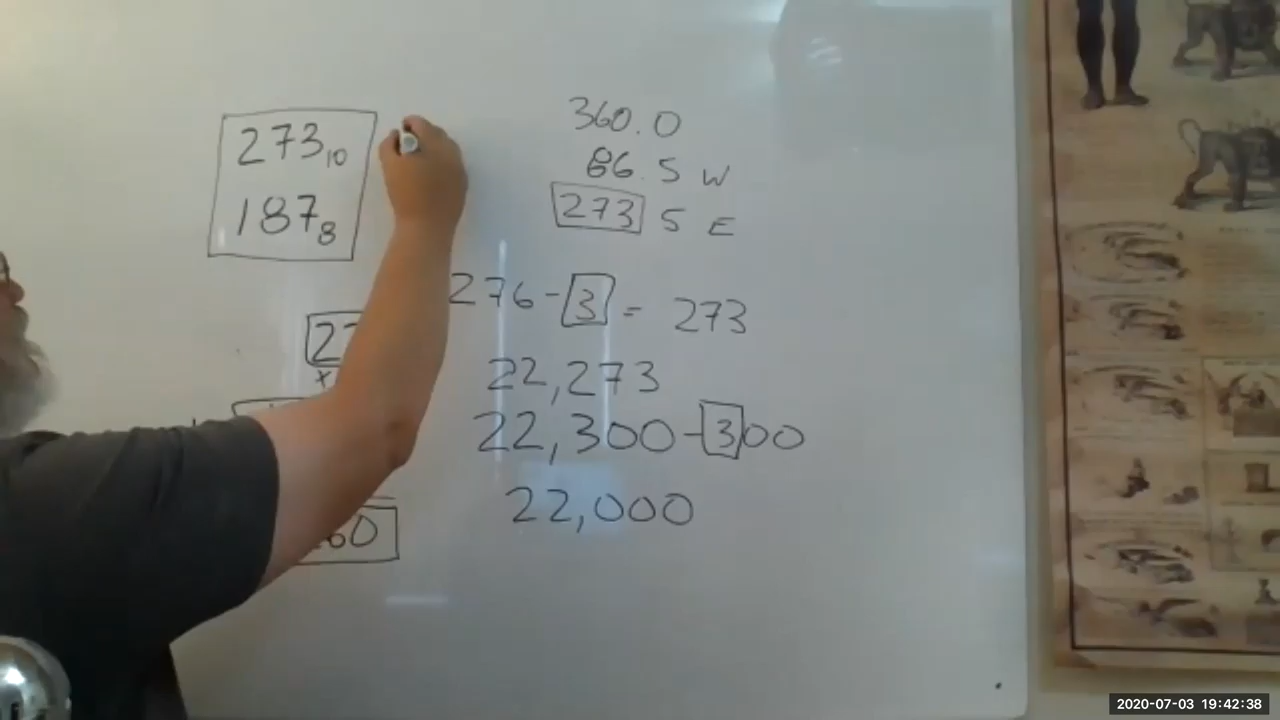 273₁₀
187₈
360.0
86.5 W
273 5 E
276-3 = 273
22,273
22,300-300
22,000
2020-07-03 19:42:38